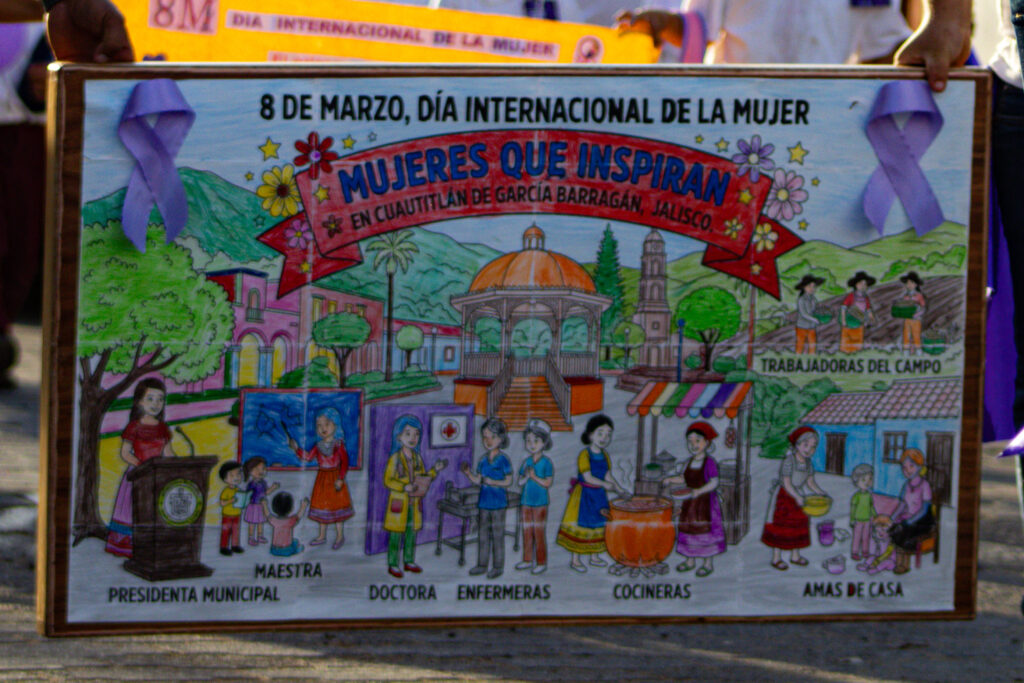 8M
DIA INTERNACIONAL DE LA MUJER
8 DE MARZO, DÍA INTERNACIONAL DE LA MUJER
MUJERES QUE INSPIRAN
EN CUAUTITLÁN DE GARCÍA BARRAGÁN, JALISCO.
TRABAJADORAS DEL CAMPO
MAESTRA
PRESIDENTA MUNICIPAL
DOCTORA
ENFERMERAS
COCINERAS
AMAS DE CASA